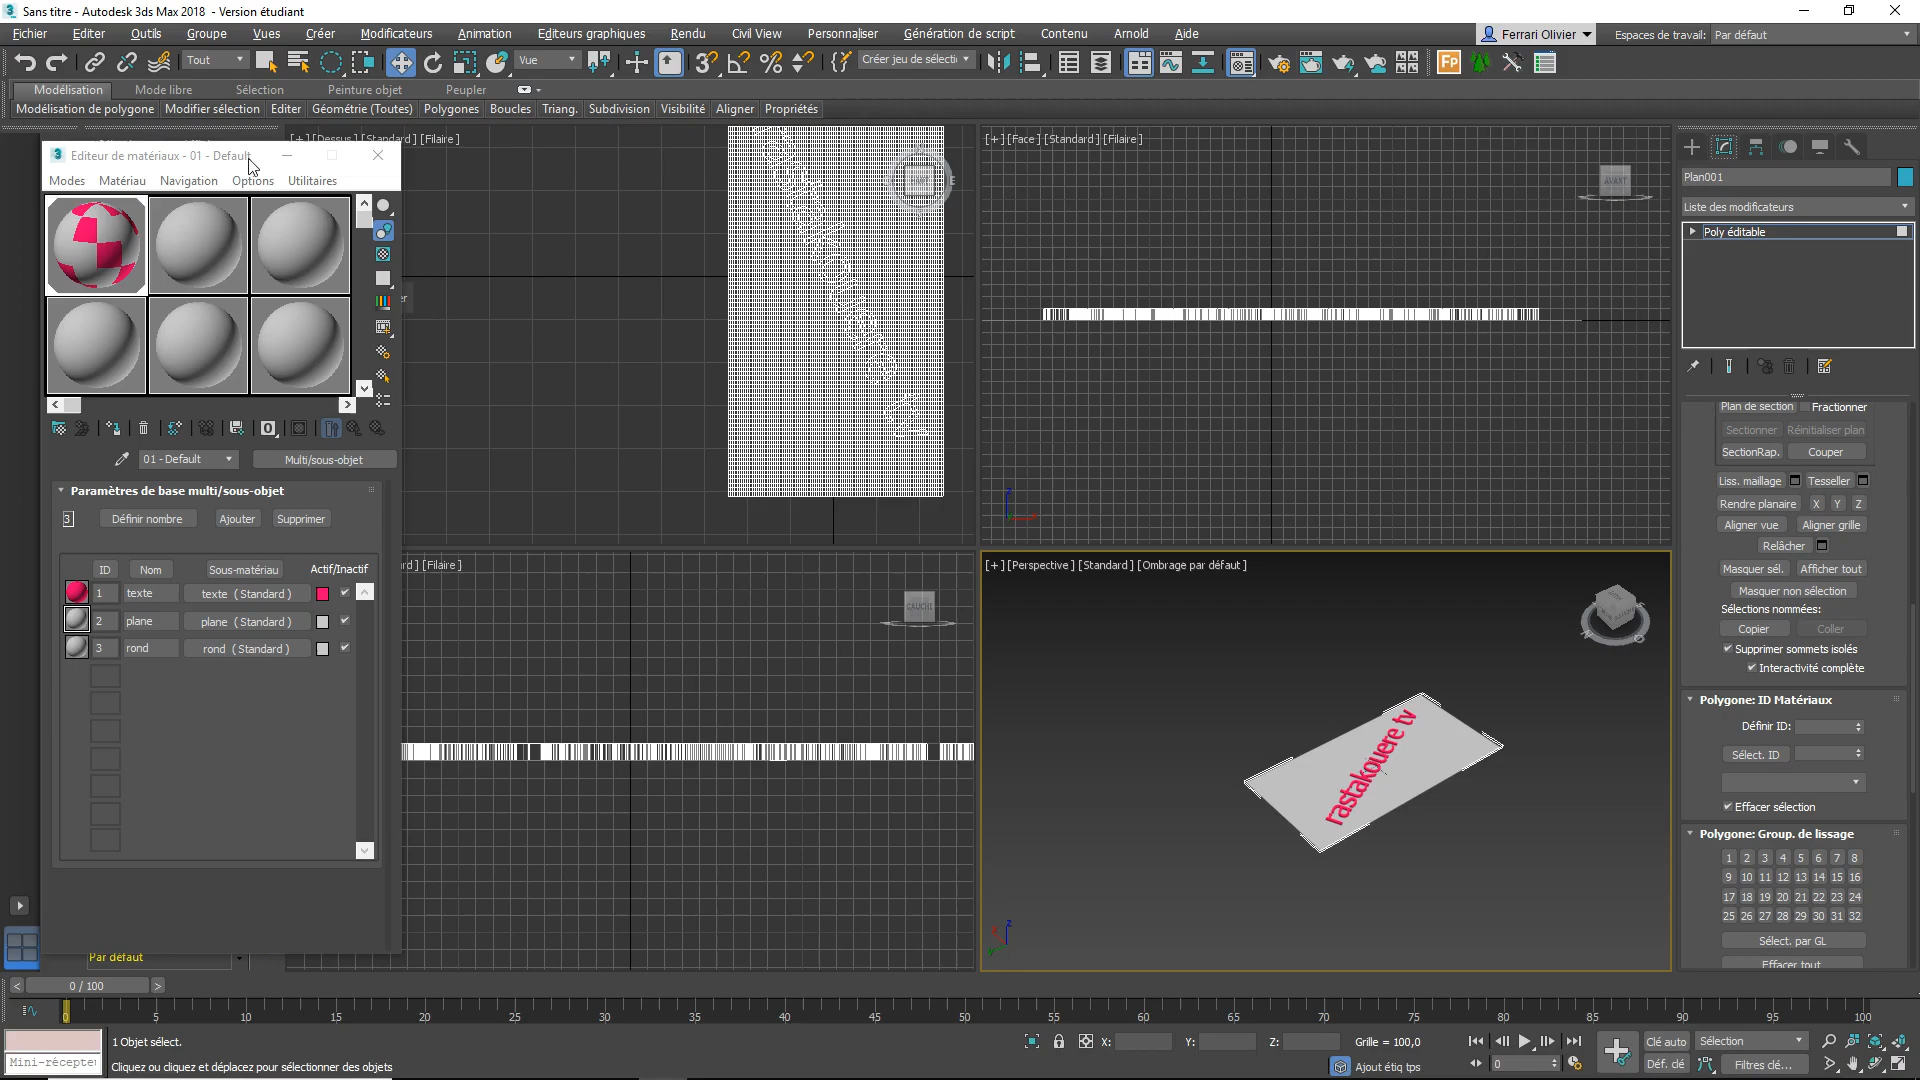 Sans titre - Autodesk 3ds Max 2018  - Version étudiant
Fichier Editer Outils Groupe Vues Créer Modificateurs Animation Editeurs graphiques Rendu Civil View Personnaliser Génération de script Contenu Arnold Aide Ferrari Olivier Espaces de travail: Par défaut
Tout Vue Créer jeu de sélecti Fp
Modélisation Mode libre Sélection Peinture objet Peupler
Modélisation de polygone Modifier sélection Editer Géométrie (Toutes) Polygones Boucles Triang. Subdivision Visibilité Aligner Propriétés
[+] [Dessus] [Standard] [Filaire]
[+] [Face] [Standard] [Filaire]
Editeur de matériaux - 01 - Default
Modes Matériau Navigation Options Utilitaires
AVANT
Plan001
Liste des modificateurs
Poly éditable
01 - Default Multi/sous-objet
Paramètres de base multi/sous-objet
3 Définir nombre Ajouter Supprimer
ID Nom Sous-matériau Actif/Inactif
1 texte texte (Standard)
2 plane plane (Standard)
3 rond rond (Standard)
rd] [Filaire]
GAUCHE
[+] [Perspective] [Standard] [Ombrage par défaut]
rastakouere tv
Plan de section Fractionner
Sectionner Réinitialiser plan
SectionRap. Couper
Liss. maillage Tesseller
Rendre planaire X Y Z
Aligner vue Aligner grille
Relâcher
Masquer sél. Afficher tout
Masquer non sélection
Sélections nommées:
Copier Coller
Supprimer sommets isolés
Interactivité complète
Polygone: ID Matériaux
Définir ID:
Sélect. ID
Effacer sélection
Polygone: Group. de lissage
1 2 3 4 5 6 7 8
9 10 11 12 13 14 15 16
17 18 19 20 21 22 23 24
25 26 27 28 29 30 31 32
Sélect. par GL
Effacer tout
Par défaut
0 / 100
0 5 10 15 20 25 30 35 40 45 50 55 60 65 70 75 80 85 90 95 100
1 Objet sélect.
X: Y: Z: Grille = 100,0
Clé auto Sélection
Mini-récepteu
Cliquez ou cliquez et déplacez pour sélectionner des objets
Ajout étiq tps 0 Déf. clé Filtres clé...